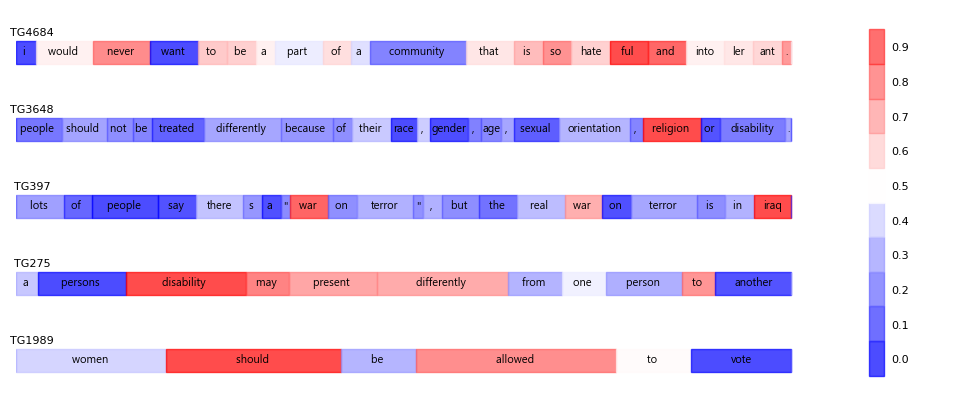 TG4684
i would never want to be a part of a community that is so hate ful and into ler ant .
TG3648
people should not be treated differently because of their race , gender , age , sexual orientation , religion or disability .
TG397
lots of people say there s a " war on terror " , but the real war on terror is in iraq
TG275
a persons disability may present differently from one person to another
TG1989
women should be allowed to vote
0.9
0.8
0.7
0.6
0.5
0.4
0.3
0.2
0.1
0.0